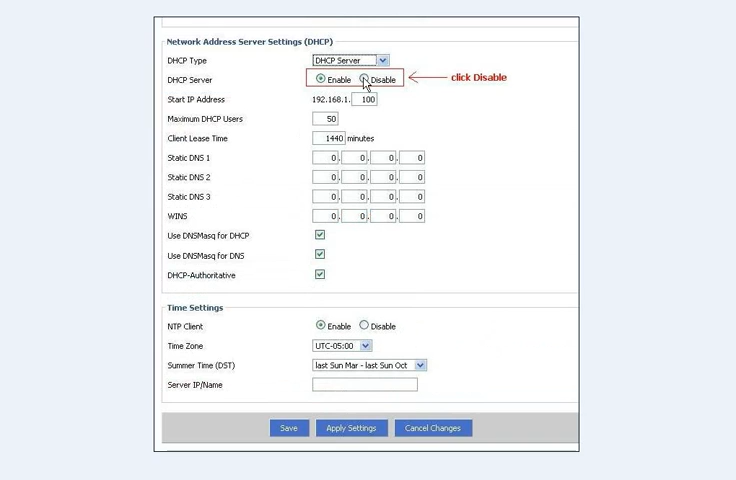 Network Address Server Settings (DHCP)
DHCP Type DHCP Server
DHCP Server Enable Disable click Disable
Start IP Address 192.168.1. 100
Maximum DHCP Users 50
Client Lease Time 1440 minutes
Static DNS 1 0 . 0 . 0 . 0
Static DNS 2 0 . 0 . 0 . 0
Static DNS 3 0 . 0 . 0 . 0
WINS 0 . 0 . 0 . 0
Use DNSMasq for DHCP
Use DNSMasq for DNS
DHCP-Authoritative
Time Settings
NTP Client Enable Disable
Time Zone UTC-05:00
Summer Time (DST) last Sun Mar - last Sun Oct
Server IP/Name
Save Apply Settings Cancel Changes